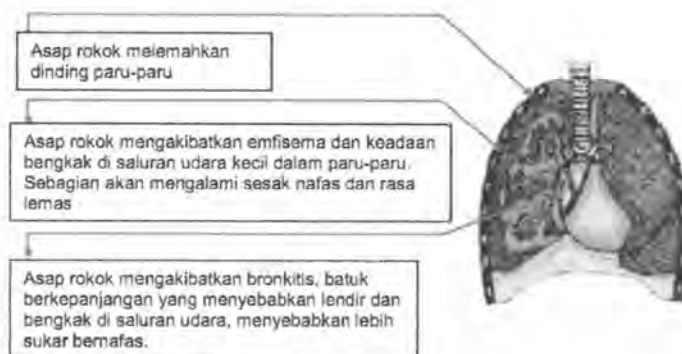 Asap rokok melemahkan
dinding paru-paru
Asap rokok mengakibatkan emfisema dan keadaan
bengkak di saluran udara kecil dalam paru-paru.
Sebagian akan mengalami sesak nafas dan rasa
lemas
Asap rokok mengakibatkan bronkitis, batuk
berkepanjangan yang menyebabkan lendir dan
bengkak di saluran udara, menyebabkan lebih
sukar bernafas.